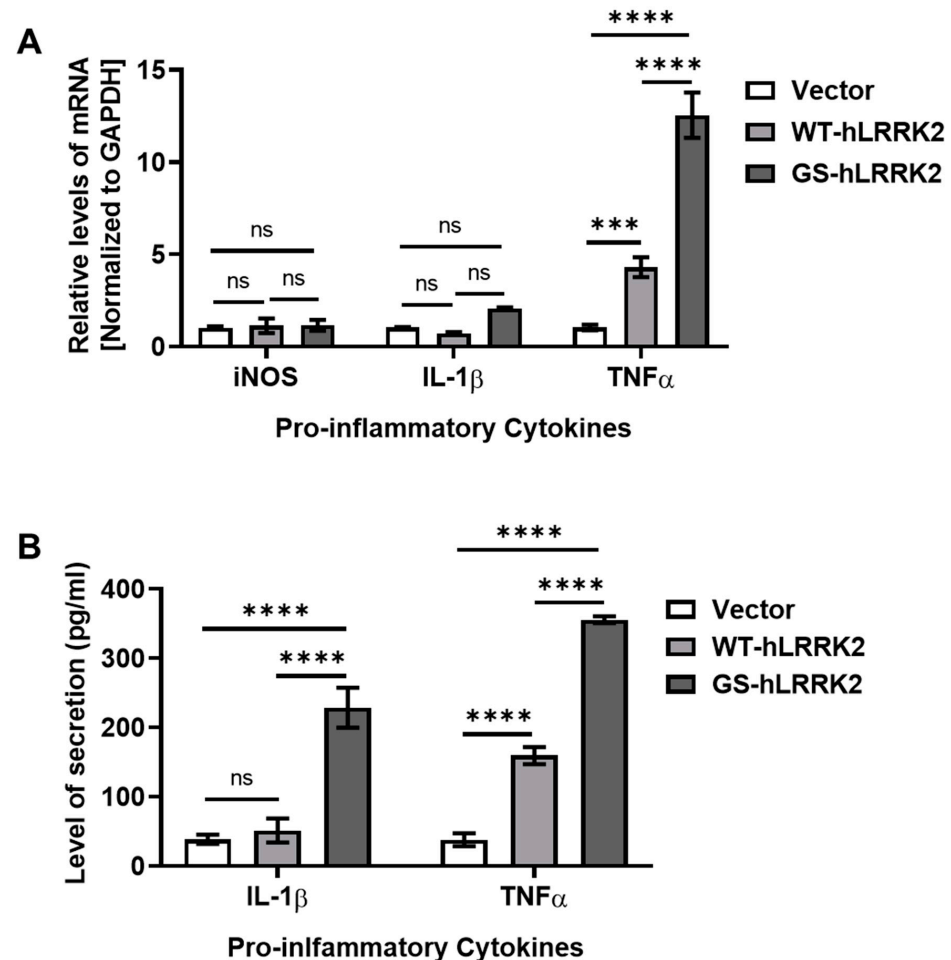 A
Relative levels of mRNA
[Normalized to GAPDH]
15
10
5
0
ns
ns
ns
ns
ns
ns
****
****
***
iNOS
IL-1β
TNFα
Pro-inflammatory Cytokines
Vector
WT-hLRRK2
GS-hLRRK2
B
Level of secretion (pg/ml)
400
300
200
100
0
****
****
ns
****
****
****
IL-1β
TNFα
Pro-inlfammatory Cytokines
Vector
WT-hLRRK2
GS-hLRRK2